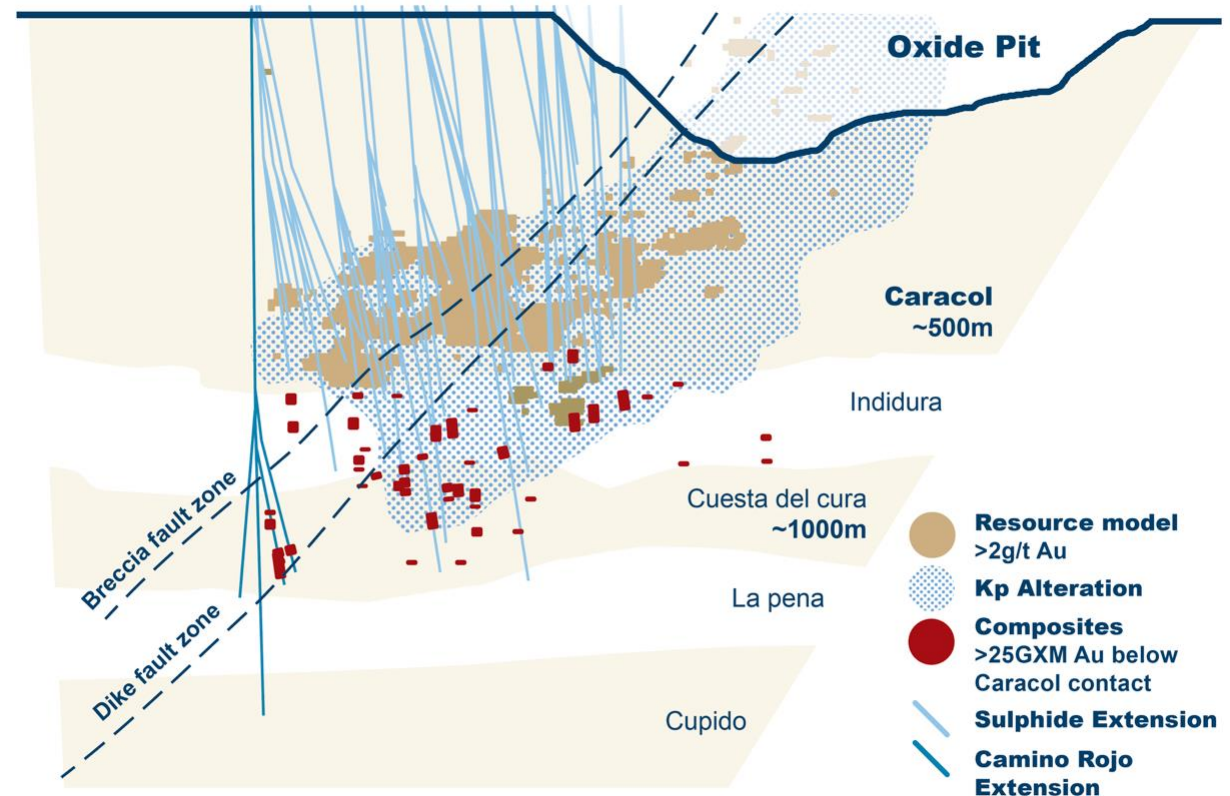 Oxide Pit
Caracol
~500m
Indidura
Cuesta del cura
~1000m
La pena
Cupido
Breccia fault zone
Dike fault zone
Resource model
>2g/t Au
Kp Alteration
Composites
>25GXM Au below
Caracol contact
Sulphide Extension
Camino Rojo
Extension